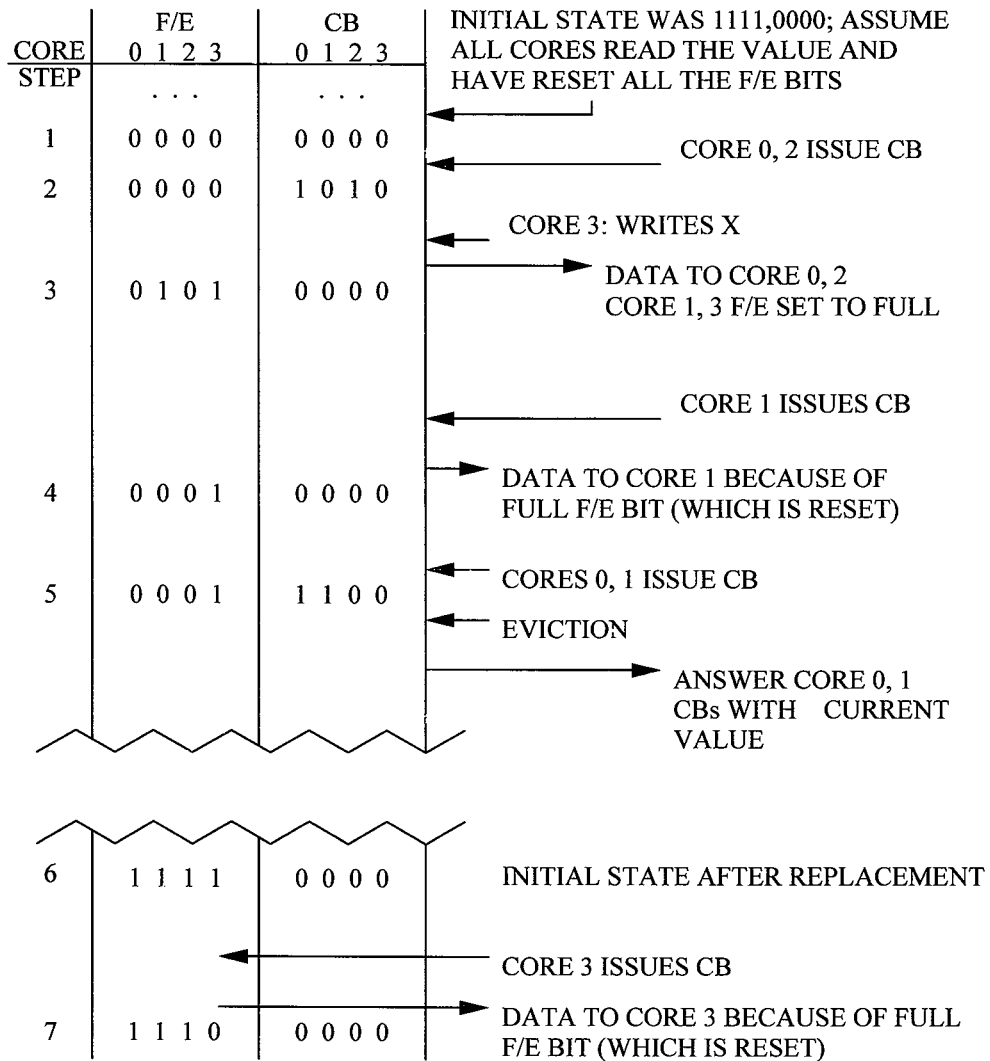 F/E CB INITIAL STATE WAS 1111,0000; ASSUME
CORE 0 1 2 3 0 1 2 3 ALL CORES READ THE VALUE AND
STEP HAVE RESET ALL THE F/E BITS
. . . . . .
1 0 0 0 0 0 0 0 0
CORE 0, 2 ISSUE CB
2 0 0 0 0 1 0 1 0
CORE 3: WRITES X
DATA TO CORE 0, 2
3 0 1 0 1 0 0 0 0
CORE 1, 3 F/E SET TO FULL
CORE 1 ISSUES CB
DATA TO CORE 1 BECAUSE OF
4 0 0 0 1 0 0 0 0
FULL F/E BIT (WHICH IS RESET)
CORES 0, 1 ISSUE CB
5 0 0 0 1 1 1 0 0
EVICTION
ANSWER CORE 0, 1
CBs WITH CURRENT
VALUE
6 1 1 1 1 0 0 0 0 INITIAL STATE AFTER REPLACEMENT
CORE 3 ISSUES CB
DATA TO CORE 3 BECAUSE OF FULL
7 1 1 1 0 0 0 0 0
F/E BIT (WHICH IS RESET)